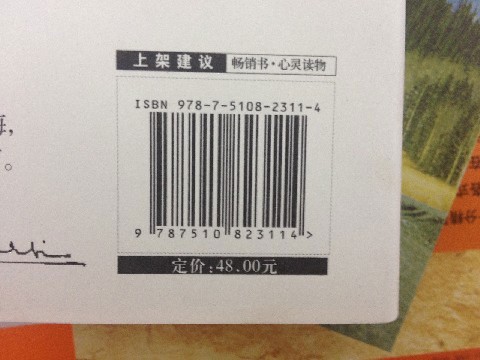 上架建议 畅销书·心灵读物
ISBN 978-7-5108-2311-4
9 787510 823114 >
定价:48.00元
海,
。